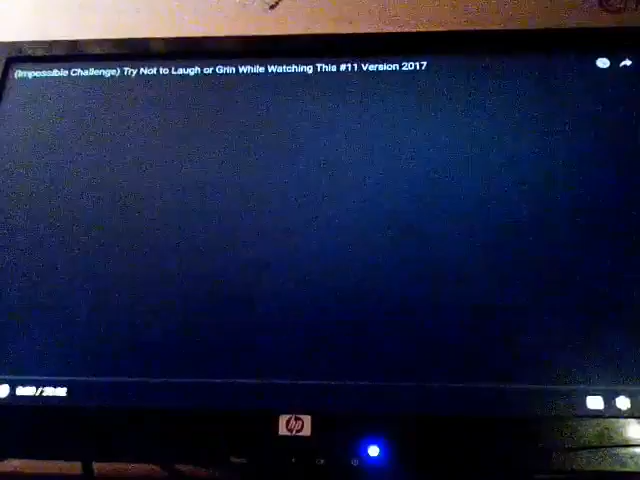 (Impossible Challenge) Try Not to Laugh or Grin While Watching This #11 Version 2017
hp